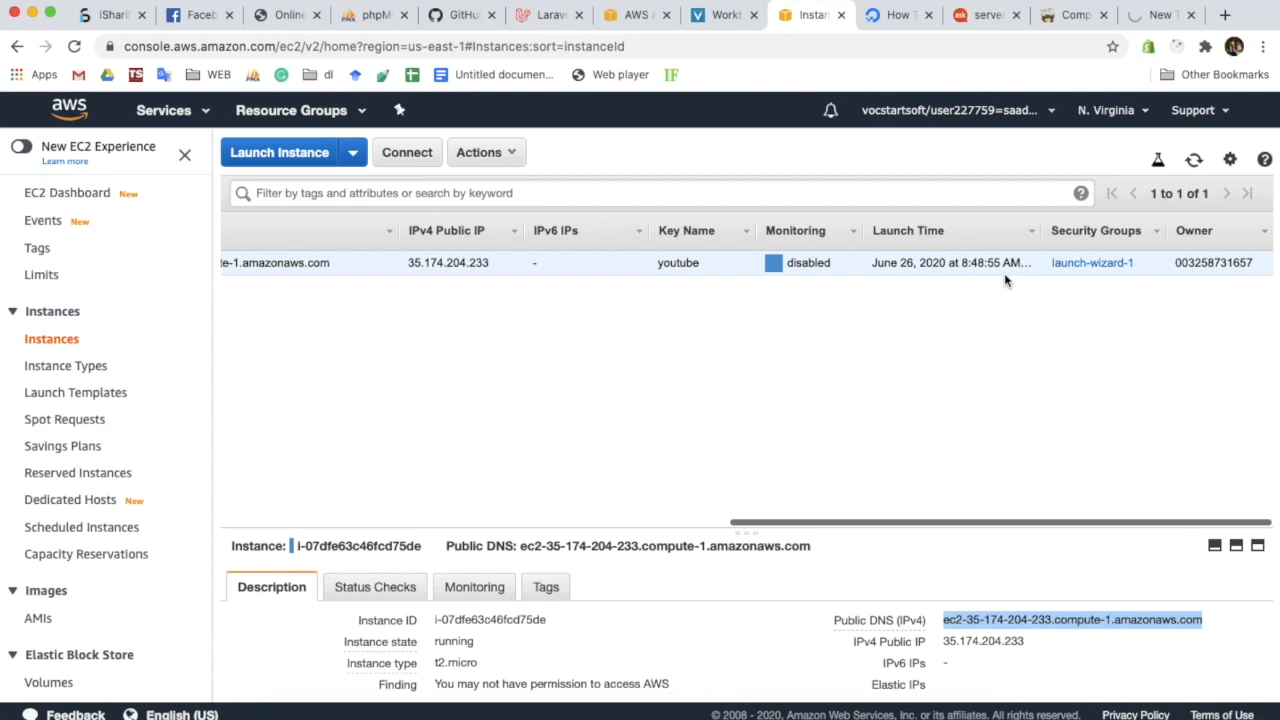 iSharif
Faceb
Online
phpM
GitHub
Larave
AWS A
Workb
Instan
How T
server
Comp
New T
console.aws.amazon.com/ec2/v2/home?region=us-east-1#Instances:sort=instanceId
Apps
TS
WEB
dl
Untitled documen...
Web player
IF
Other Bookmarks
aws
Services
Resource Groups
vocstartsoft/user227759=saad...
N. Virginia
Support
New EC2 Experience
Learn more
Launch Instance
Connect
Actions
Filter by tags and attributes or search by keyword
1 to 1 of 1
EC2 Dashboard New
Events New
Tags
Limits
Instances
Instances
Instance Types
Launch Templates
Spot Requests
Savings Plans
Reserved Instances
Dedicated Hosts New
Scheduled Instances
Capacity Reservations
Images
AMIs
Elastic Block Store
Volumes
IPv4 Public IP
IPv6 IPs
Key Name
Monitoring
Launch Time
Security Groups
Owner
te-1.amazonaws.com
35.174.204.233
-
youtube
disabled
June 26, 2020 at 8:48:55 AM...
launch-wizard-1
003258731657
Instance: i-07dfe63c46fcd75de
Public DNS: ec2-35-174-204-233.compute-1.amazonaws.com
Description
Status Checks
Monitoring
Tags
Instance ID i-07dfe63c46fcd75de
Instance state running
Instance type t2.micro
Finding You may not have permission to access AWS
Public DNS (IPv4) ec2-35-174-204-233.compute-1.amazonaws.com
IPv4 Public IP 35.174.204.233
IPv6 IPs -
Elastic IPs
Feedback
English (US)
© 2008 - 2020, Amazon Web Services, Inc. or its affiliates. All rights reserved.
Privacy Policy
Terms of Use